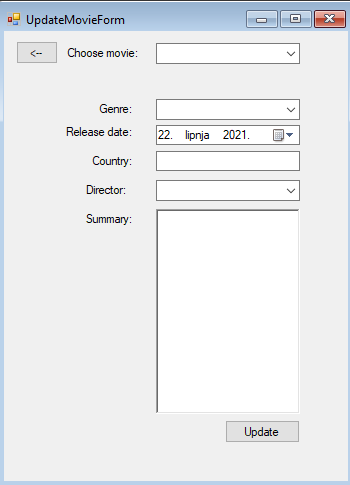 UpdateMovieForm
<-- Choose movie:
Genre:
Release date: 22. lipnja 2021.
Country:
Director:
Summary:
Update